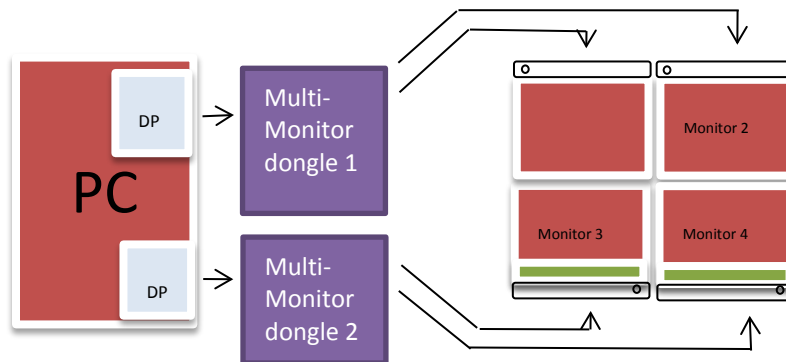 DP
PC
DP
Multi-
Monitor
dongle 1
Multi-
Monitor
dongle 2
Monitor 2
Monitor 3
Monitor 4